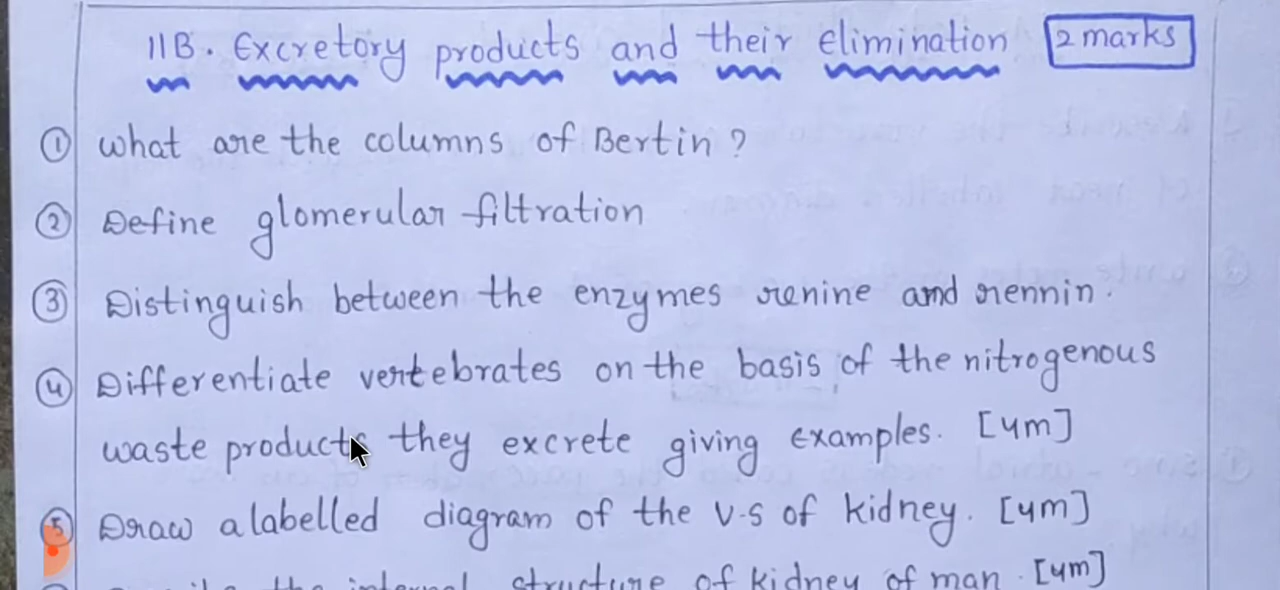 11B. Excretory products and their Elimination 2 marks
① what are the columns of Bertin?
② Define glomerular filtration
③ Distinguish between the enzymes renine and rennin.
④ Differentiate vertebrates on the basis of the nitrogenous
waste products they excrete giving Examples. [4m]
⑤ Draw a labelled diagram of the V.S of kidney. [4m]
the internal structure of kidney of man. [4m]